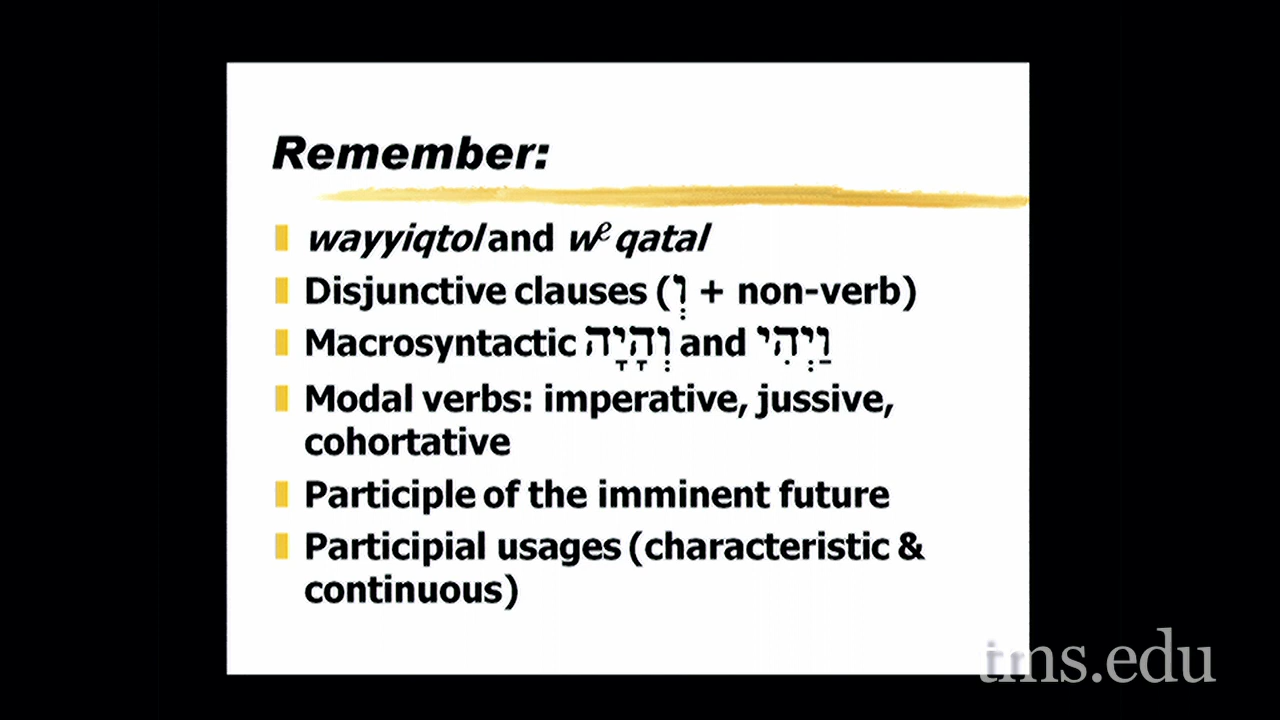 Remember:
wayyiqtol and wᵉqatal
Disjunctive clauses (וְ + non-verb)
Macrosyntactic וְהָיָה and וַיְהִי
Modal verbs: imperative, jussive,
cohortative
Participle of the imminent future
Participial usages (characteristic &
continuous)
tms.edu